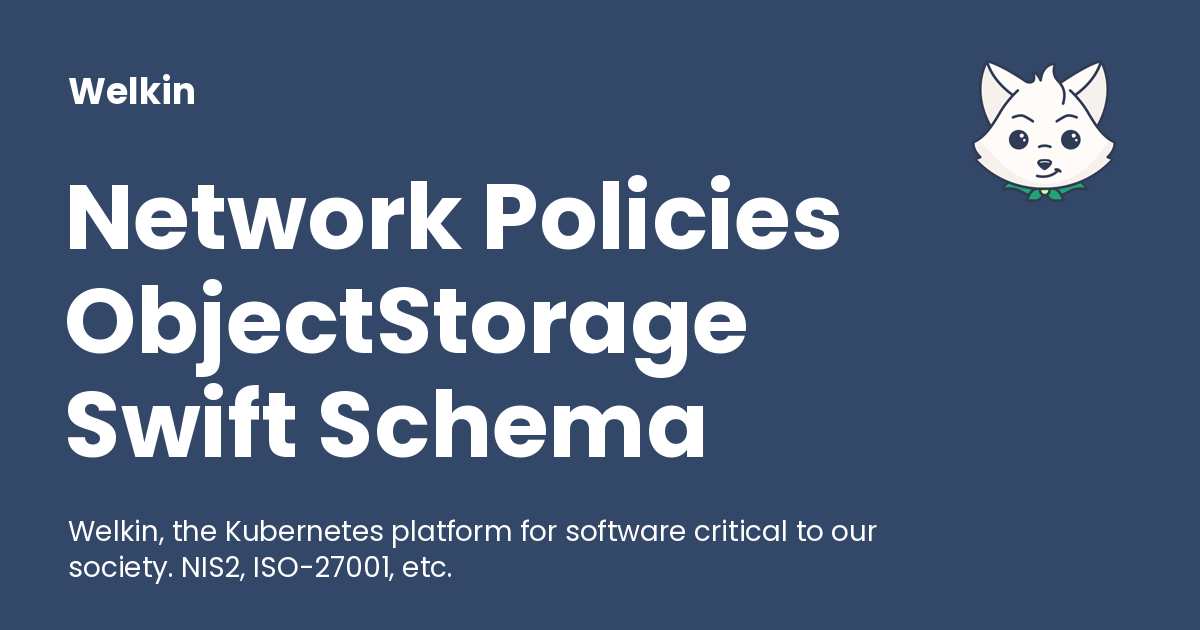 Welkin
Network Policies
ObjectStorage
Swift Schema
Welkin, the Kubernetes platform for software critical to our
society. NIS2, ISO-27001, etc.